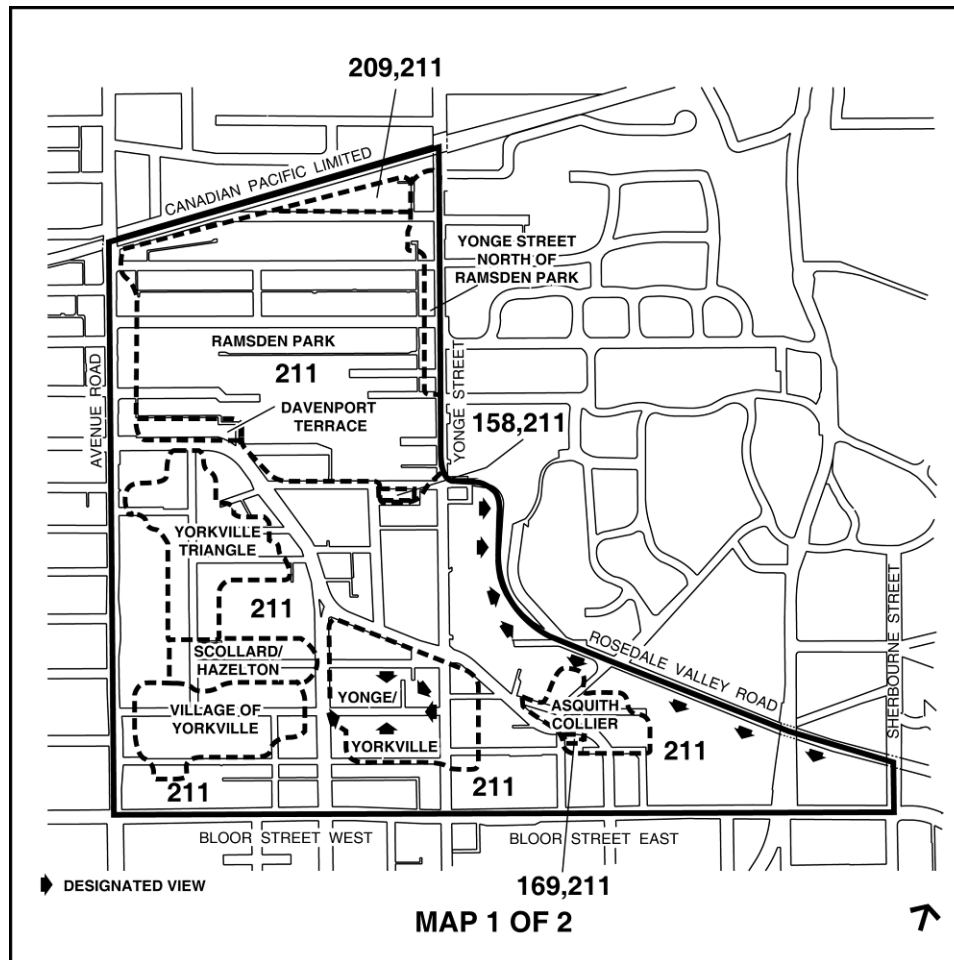 209,211
CANADIAN PACIFIC LIMITED
YONGE STREET
NORTH OF
RAMSDEN PARK
RAMSDEN PARK
211
AVENUE ROAD
YONGE STREET
DAVENPORT
TERRACE
158,211
YORKVILLE
TRIANGLE
211
SCOLLARD/
HAZELTON
ROSEDALE VALLEY ROAD
SHERBOURNE STREET
VILLAGE OF
YORKVILLE
YONGE/
YORKVILLE
ASQUITH
COLLIER
211
211
211
BLOOR STREET WEST
BLOOR STREET EAST
DESIGNATED VIEW
169,211
MAP 1 OF 2